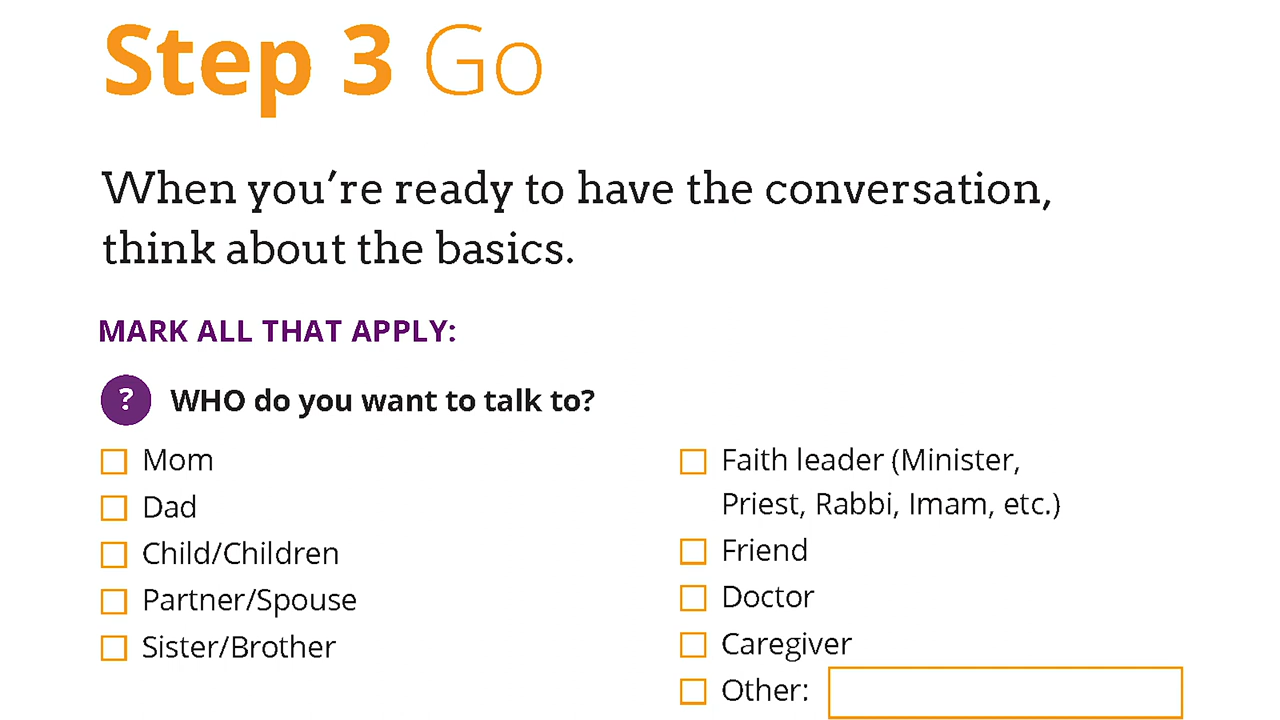 Step 3 Go
When you’re ready to have the conversation,
think about the basics.
MARK ALL THAT APPLY:
? WHO do you want to talk to?
Mom
Dad
Child/Children
Partner/Spouse
Sister/Brother
Faith leader (Minister,
Priest, Rabbi, Imam, etc.)
Friend
Doctor
Caregiver
Other: